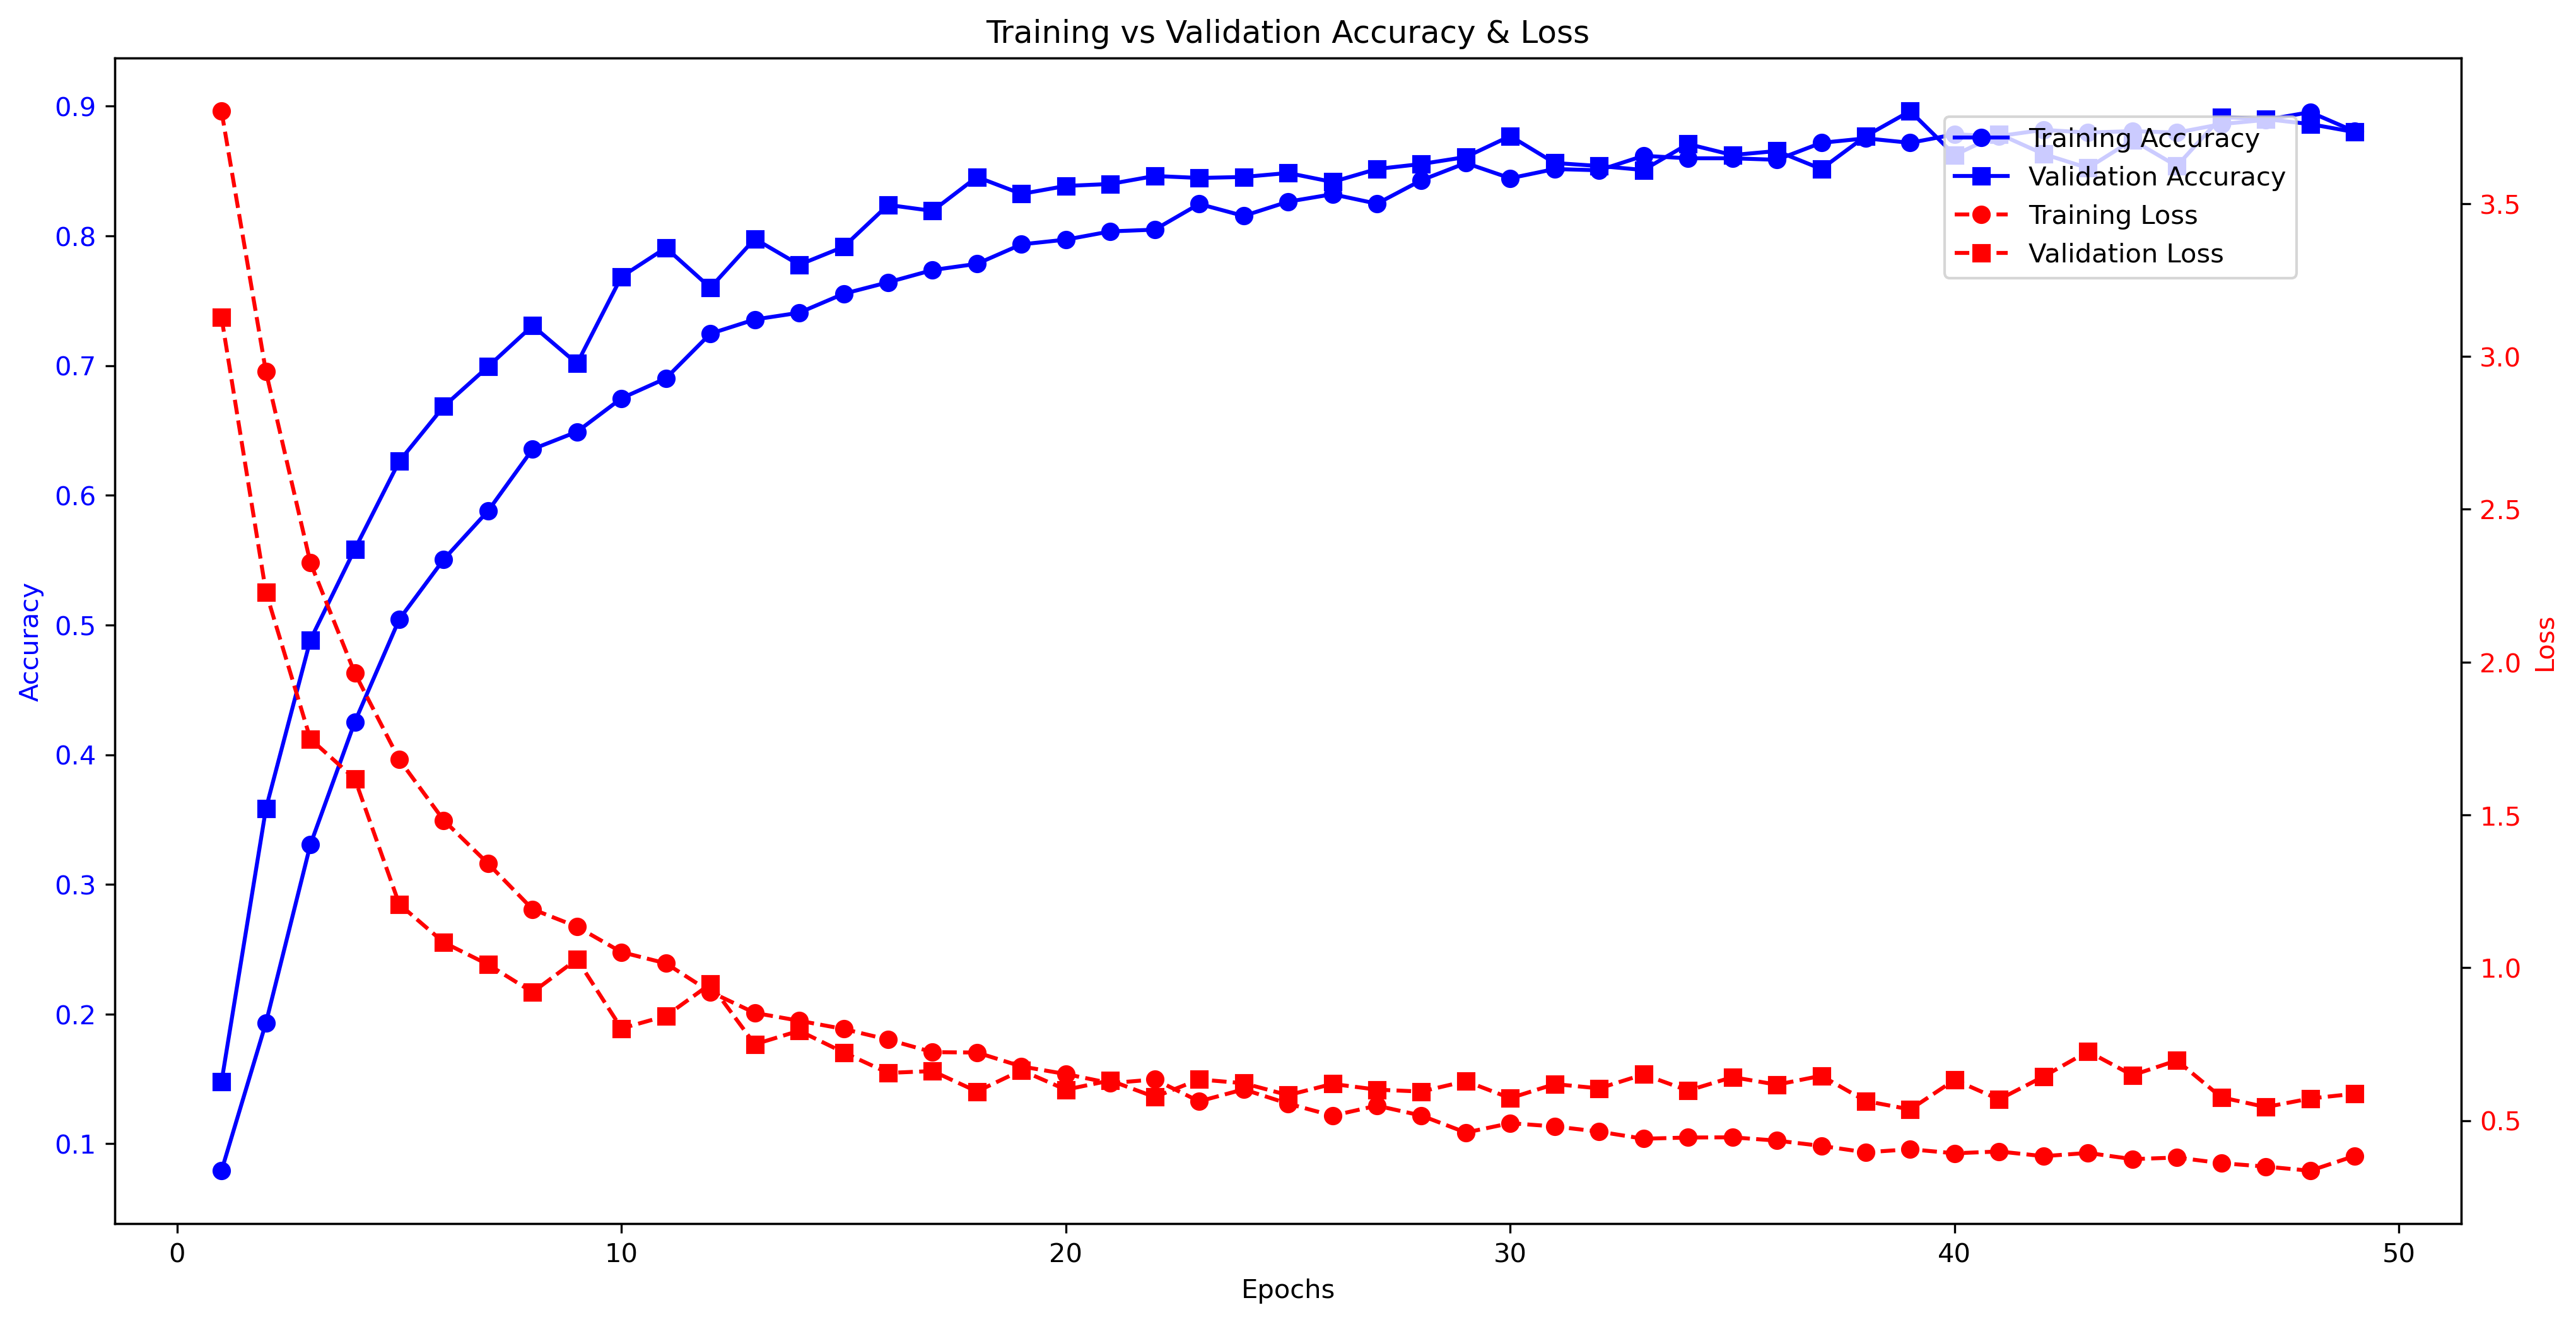 Training vs Validation Accuracy & Loss
0.9
0.8
0.7
0.6
0.5
0.4
0.3
0.2
0.1
Accuracy
Training Accuracy
Validation Accuracy
Training Loss
Validation Loss
3.5
3.0
2.5
2.0
1.5
1.0
0.5
Loss
0 10 20 30 40 50
Epochs